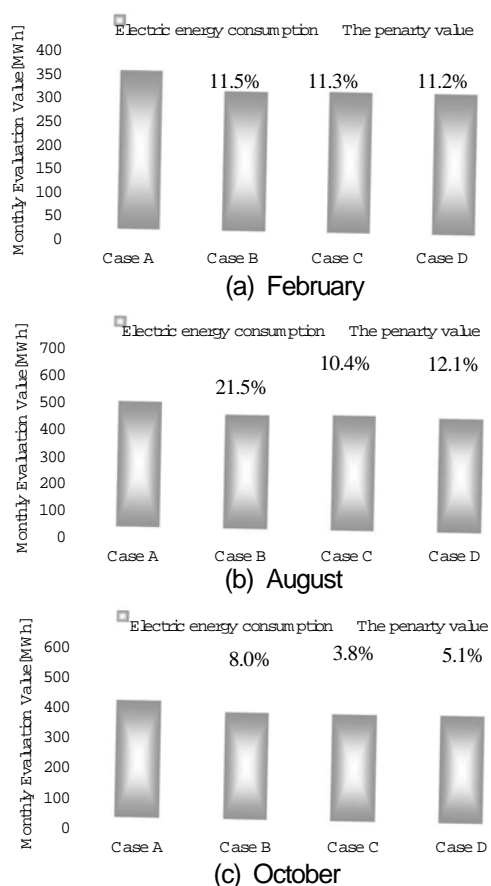 Electric energy consumption The penarty value
Monthly Evaluation Value[MWh]
400
350
300
250
200
150
100
50
0
11.5% 11.3% 11.2%
Case A Case B Case C Case D
(a) February
Electric energy consumption The penarty value
Monthly Evaluation Value[MWh]
700
600
500
400
300
200
100
0
21.5% 10.4% 12.1%
Case A Case B Case C Case D
(b) August
Electric energy consumption The penarty value
Monthly Evaluation Value[MWh]
600
500
400
300
200
100
0
8.0% 3.8% 5.1%
Case A Case B Case C Case D
(c) October